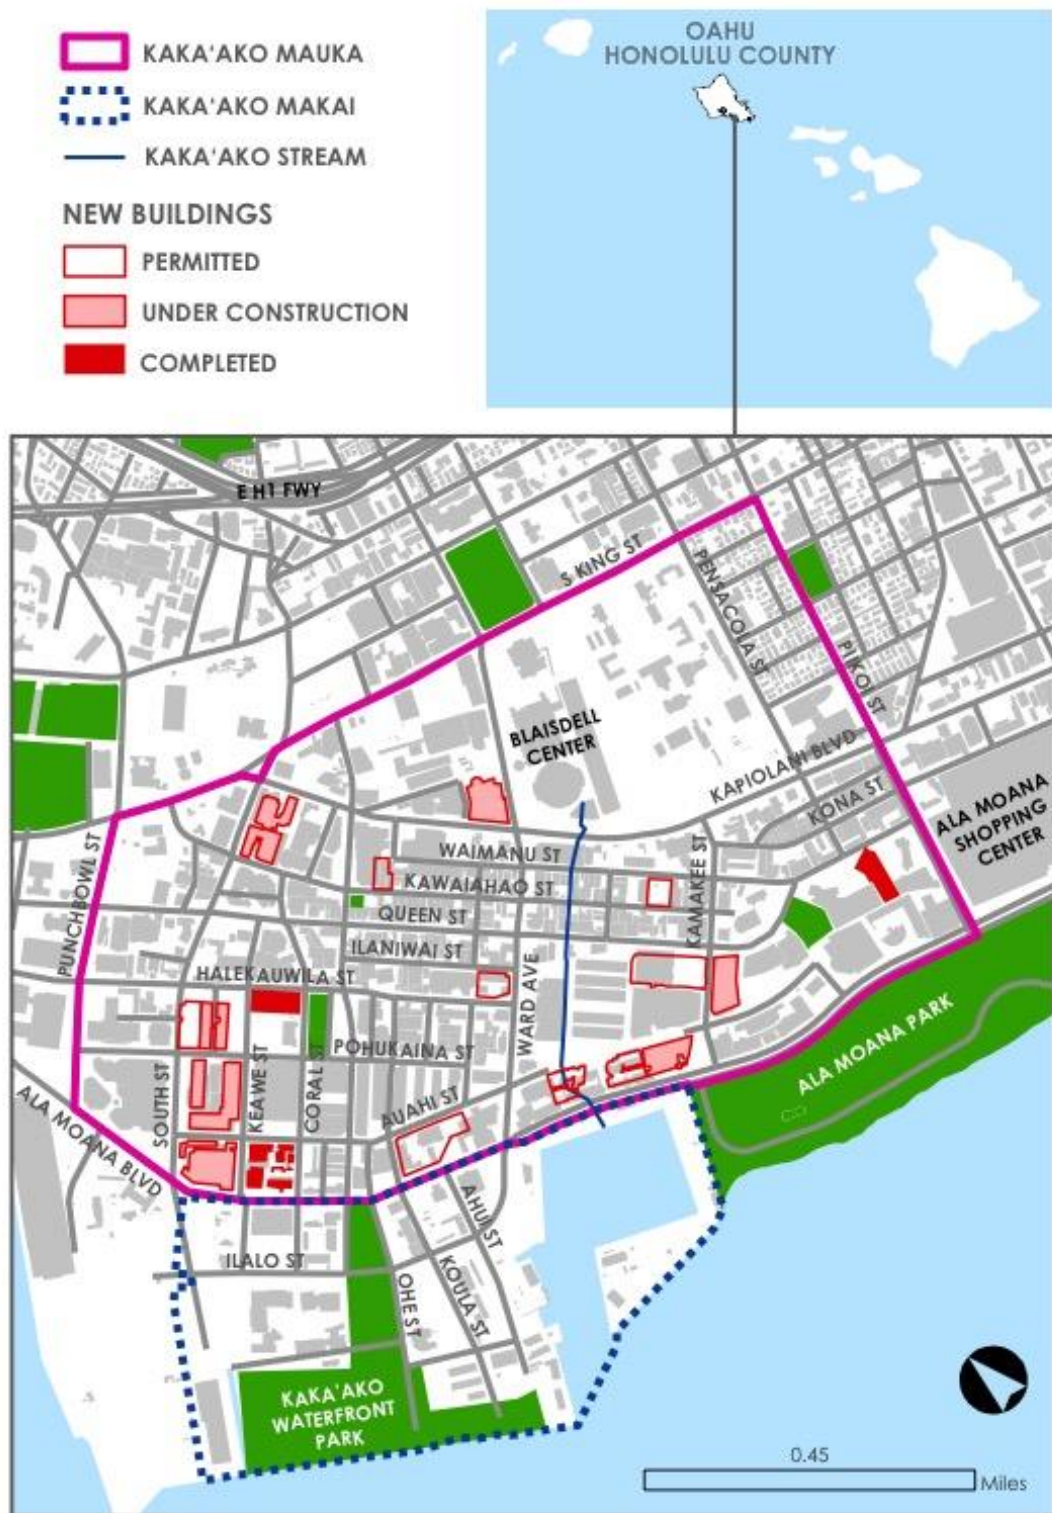 KAKA'AKO MAUKA
KAKA'AKO MAKAI
KAKA'AKO STREAM
NEW BUILDINGS
PERMITTED
UNDER CONSTRUCTION
COMPLETED
OAHU
HONOLULU COUNTY
E H1 FWY
S KING ST
PENSACOLA ST
PIIKOI ST
BLAISDELL
CENTER
KAPIOLANI BLVD
KONA ST
ALA MOANA
SHOPPING
CENTER
PUNCHBOWL ST
WAIMANU ST
KAWAIAHAO ST
QUEEN ST
KAMAKEE ST
ILANIWAI ST
HALEKAUWILA ST
WARD AVE
POHUKAINA ST
SOUTH ST
KEAWE ST
CORAL ST
AUAHI ST
ALA MOANA PARK
ALA MOANA BLVD
AHUI ST
ILALO ST
KOULA ST
OHE ST
KAKA'AKO
WATERFRONT
PARK
0.45
Miles